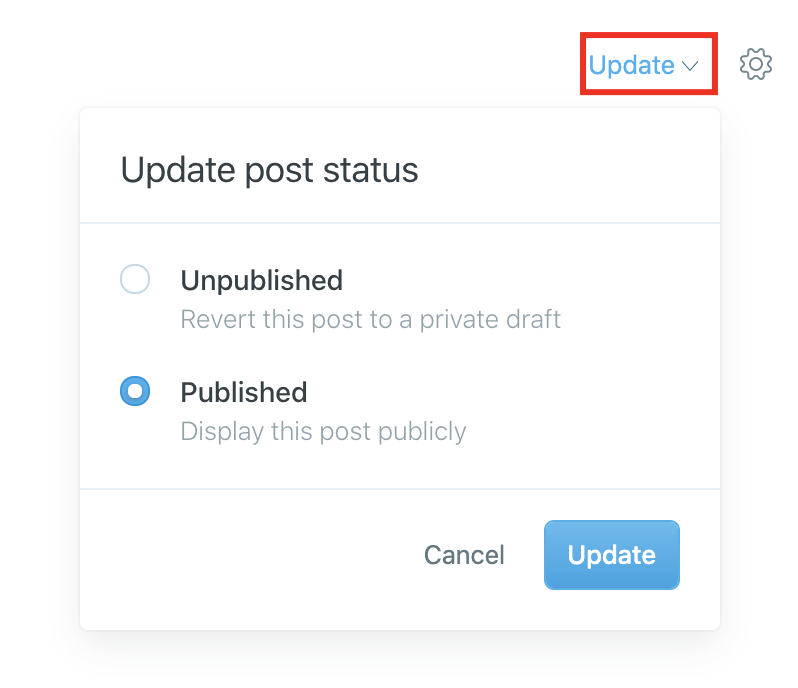 Update
Update post status
Unpublished
Revert this post to a private draft
Published
Display this post publicly
Cancel
Update